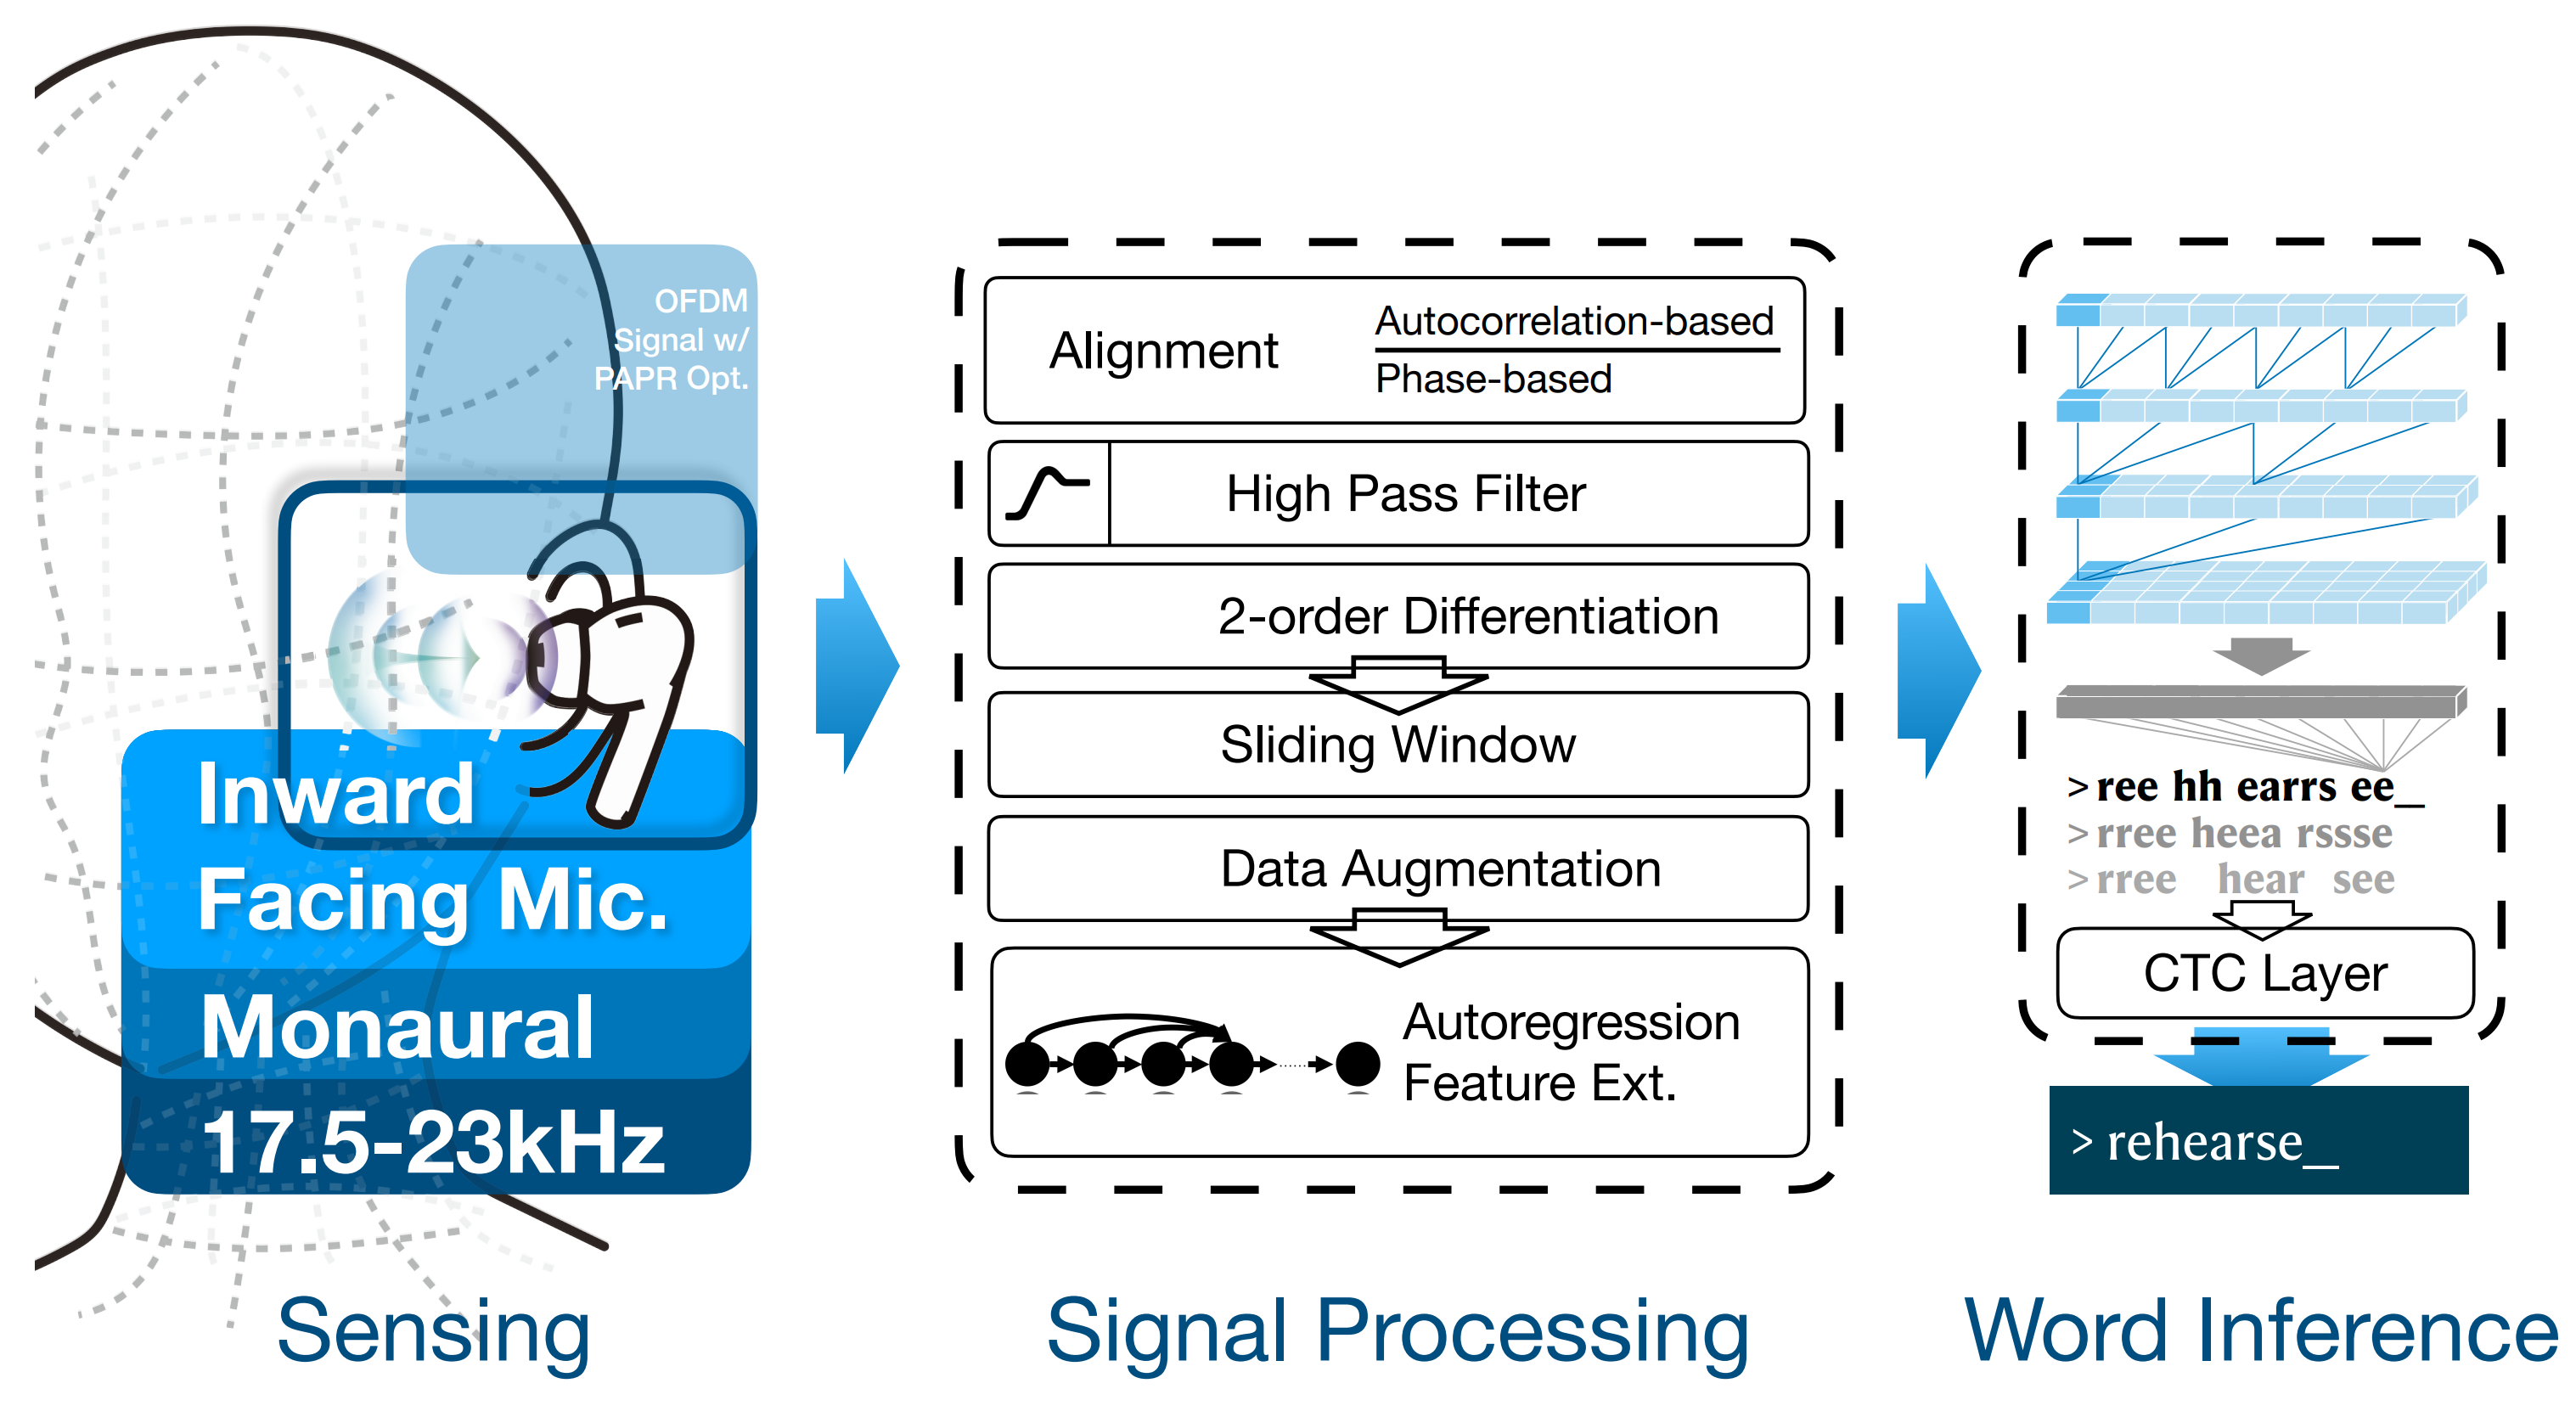 OFDM
Signal w/
PAPR Opt.
Inward
Facing Mic.
Monaural
17.5-23kHz
Sensing
Alignment
Autocorrelation-based
Phase-based
High Pass Filter
2-order Differentiation
Sliding Window
Data Augmentation
Autoregression
Feature Ext.
Signal Processing
> ree hh earrs ee_
> rree heea rssse
> rree hear see
CTC Layer
> rehearse_
Word Inference